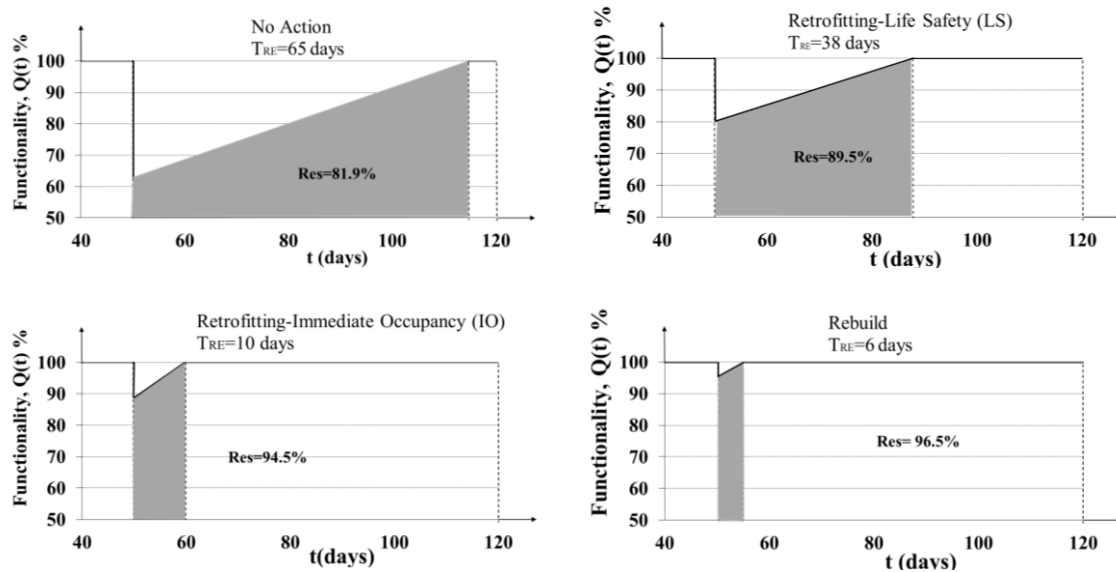 No Action
TRE=65 days
Functionality, Q(t) %
100
90
80
70
60
50
Res=81.9%
40 60 80 100 120
t (days)
Retrofitting-Life Safety (LS)
TRE=38 days
Functionality, Q(t) %
100
90
80
70
60
50
Res=89.5%
40 60 80 100 120
t (days)
Retrofitting-Immediate Occupancy (IO)
TRE=10 days
Functionality, Q(t) %
100
90
80
70
60
50
Res=94.5%
40 60 80 100 120
t(days)
Rebuild
TRE=6 days
Functionality, Q(t) %
100
90
80
70
60
50
Res= 96.5%
40 60 80 100 120
t (days)